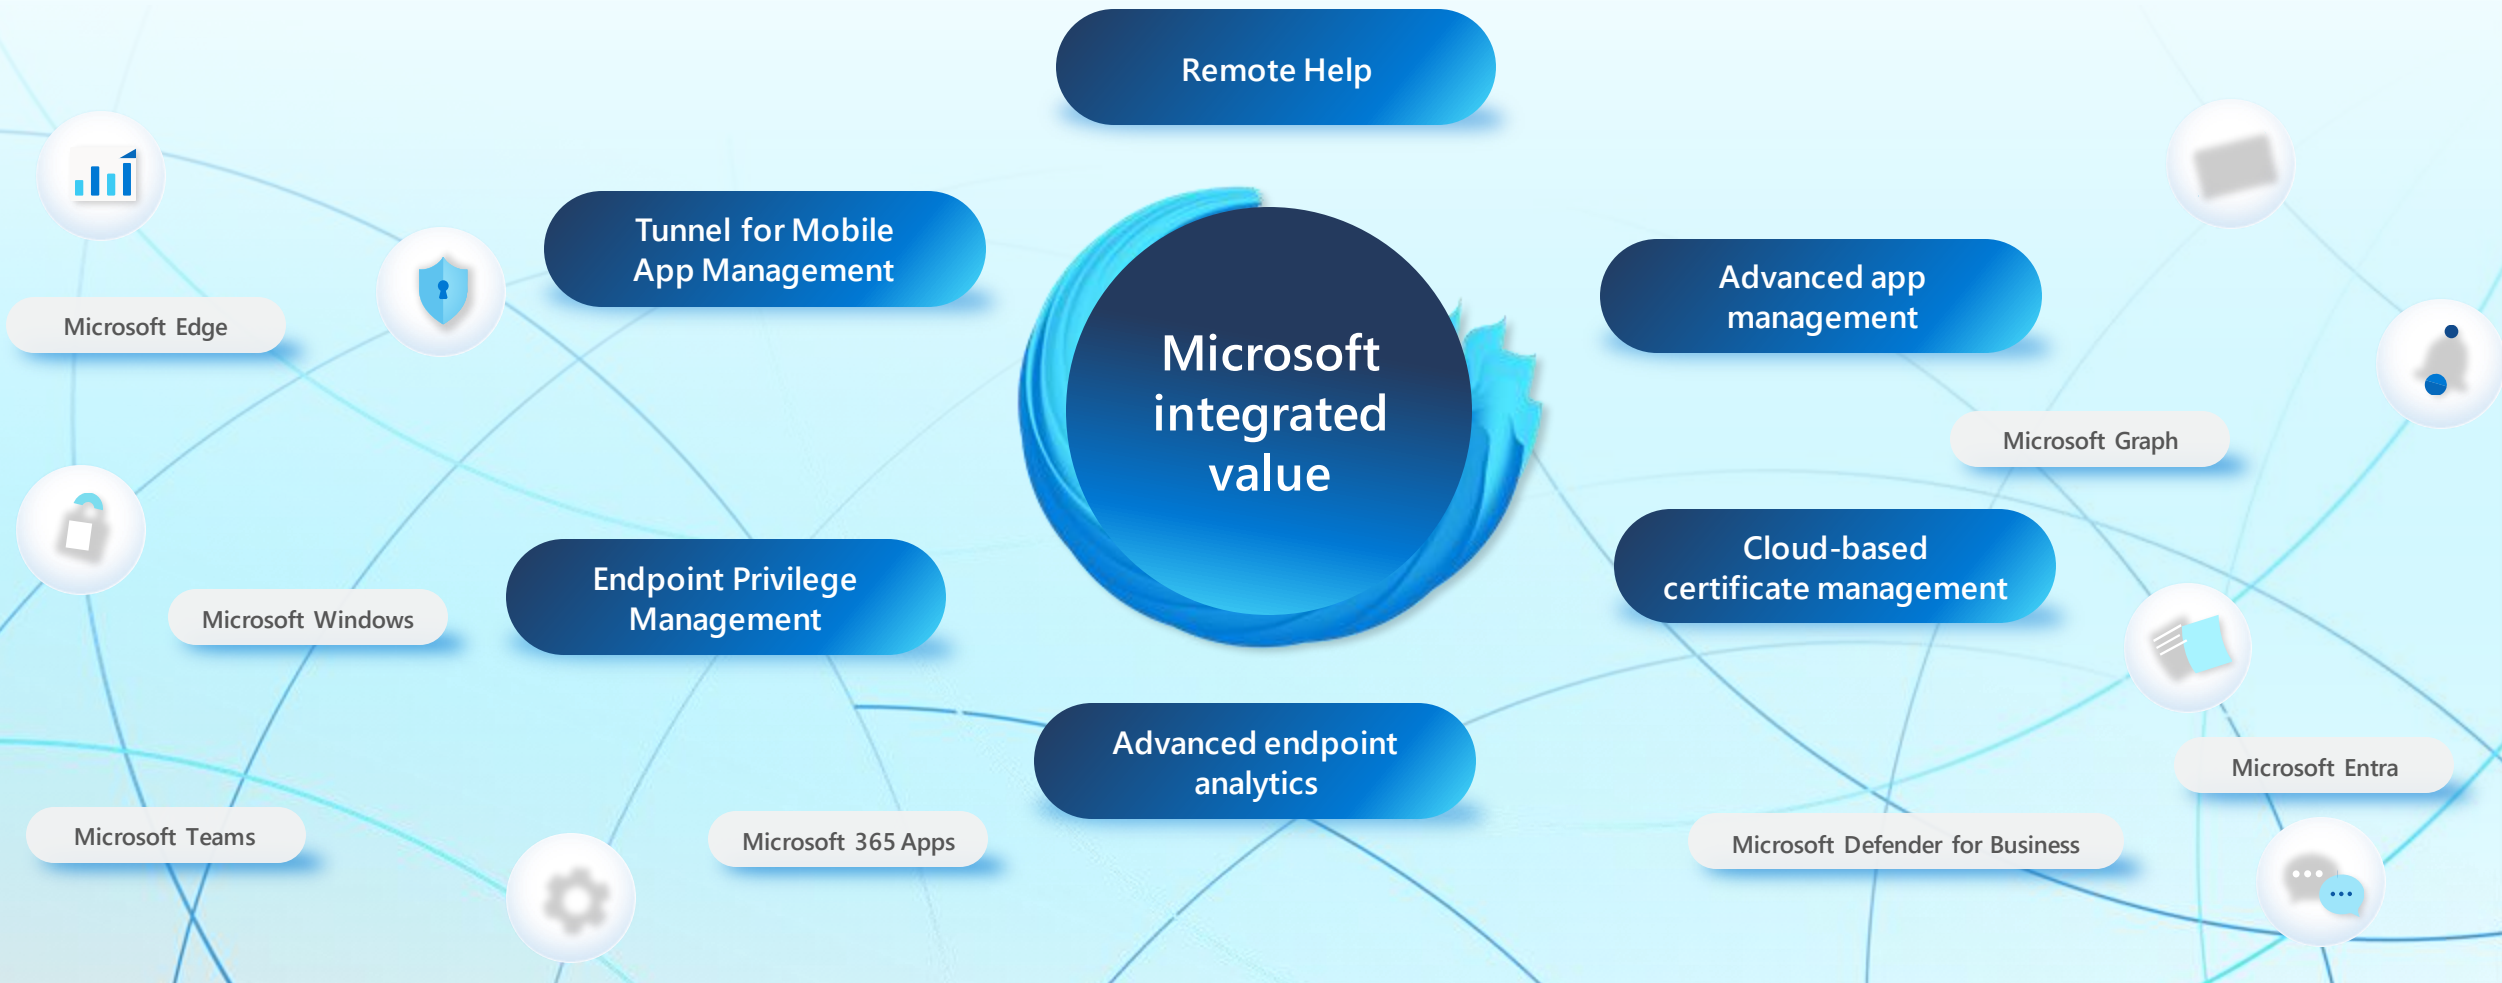 Remote Help
Tunnel for Mobile
App Management
Advanced app
management
Microsoft Edge
Microsoft
integrated
value
Microsoft Graph
Endpoint Privilege
Management
Cloud-based
certificate management
Microsoft Windows
Advanced endpoint
analytics
Microsoft Entra
Microsoft Teams
Microsoft 365 Apps
Microsoft Defender for Business